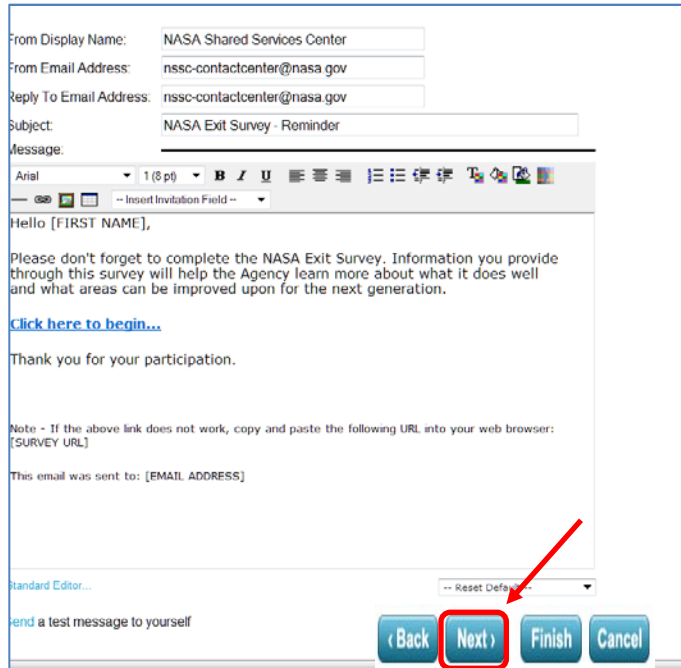 From Display Name: NASA Shared Services Center
From Email Address: nssc-contactcenter@nasa.gov
Reply To Email Address: nssc-contactcenter@nasa.gov
Subject: NASA Exit Survey - Reminder
Message:
Arial 1 (8 pt) B I U
-- Insert Invitation Field --
Hello [FIRST NAME],
Please don't forget to complete the NASA Exit Survey. Information you provide
through this survey will help the Agency learn more about what it does well
and what areas can be improved upon for the next generation.
Click here to begin...
Thank you for your participation.
Note - If the above link does not work, copy and paste the following URL into your web browser:
[SURVEY URL]
This email was sent to: [EMAIL ADDRESS]
Standard Editor...
-- Reset Default --
Send a test message to yourself
‹ Back Next › Finish Cancel